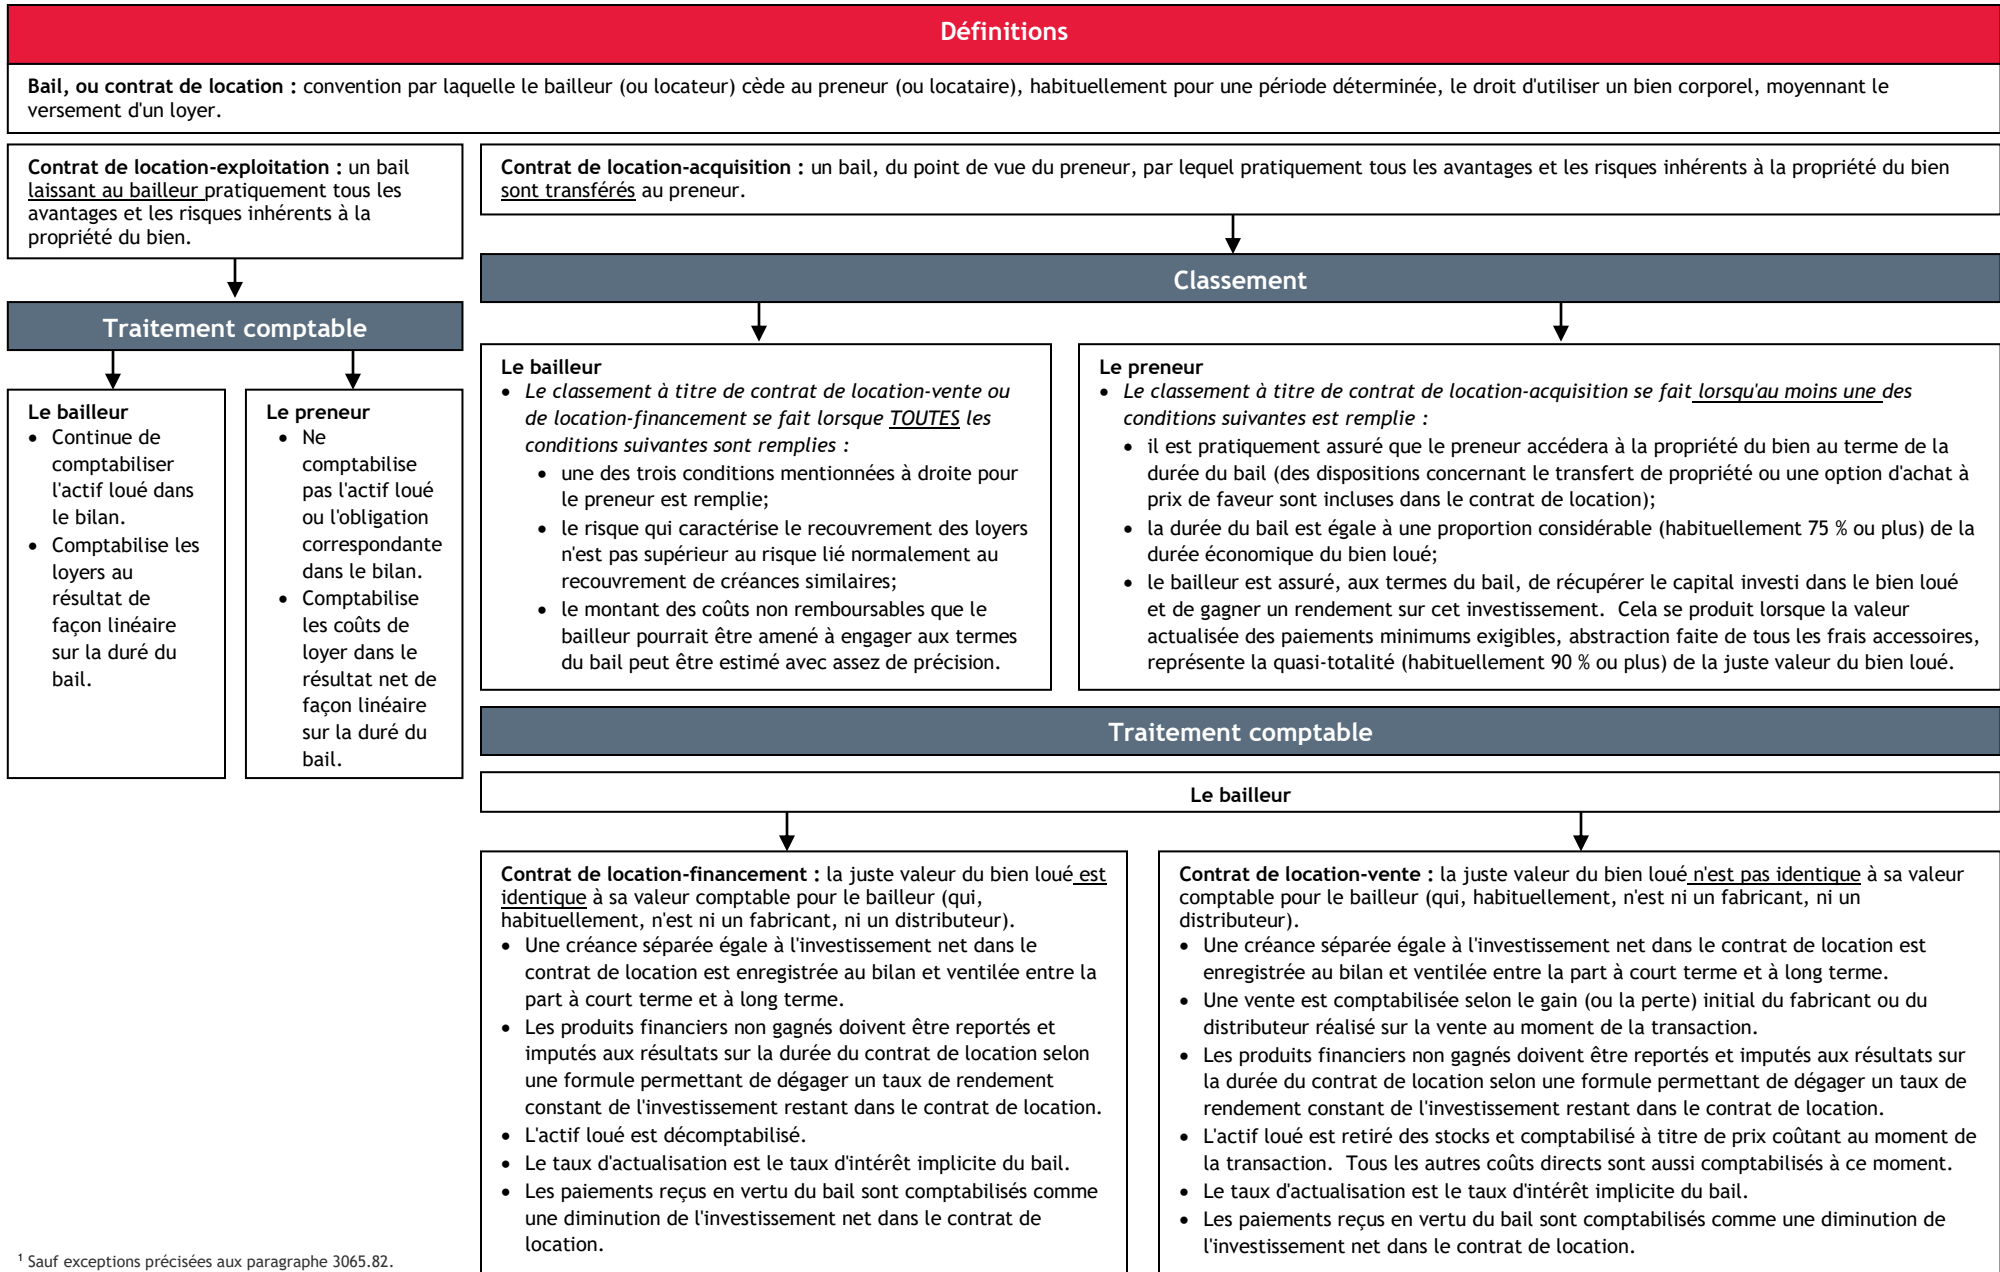 Définitions
Bail, ou contrat de location : convention par laquelle le bailleur (ou locateur) cède au preneur (ou locataire), habituellement pour une période déterminée, le droit d'utiliser un bien corporel, moyennant le
versement d'un loyer.
Contrat de location-exploitation : un bail
laissant au bailleur pratiquement tous les
avantages et les risques inhérents à la
propriété du bien.
Traitement comptable
Le bailleur
• Continue de
comptabiliser
l'actif loué dans
le bilan.
• Comptabilise les
loyers au
résultat de
façon linéaire
sur la duré du
bail.
Le preneur
• Ne
comptabilise
pas l'actif loué
ou l'obligation
correspondante
dans le bilan.
• Comptabilise
les coûts de
loyer dans le
résultat net de
façon linéaire
sur la duré du
bail.
Contrat de location-acquisition : un bail, du point de vue du preneur, par lequel pratiquement tous les avantages et les risques inhérents à la propriété du bien
sont transférés au preneur.
Classement
Le bailleur
• Le classement à titre de contrat de location-vente ou
de location-financement se fait lorsque TOUTES les
conditions suivantes sont remplies :
• une des trois conditions mentionnées à droite pour
le preneur est remplie;
• le risque qui caractérise le recouvrement des loyers
n'est pas supérieur au risque lié normalement au
recouvrement de créances similaires;
• le montant des coûts non remboursables que le
bailleur pourrait être amené à engager aux termes
du bail peut être estimé avec assez de précision.
Le preneur
• Le classement à titre de contrat de location-acquisition se fait lorsqu'au moins une des
conditions suivantes est remplie :
• il est pratiquement assuré que le preneur accédera à la propriété du bien au terme de la
durée du bail (des dispositions concernant le transfert de propriété ou une option d'achat à
prix de faveur sont incluses dans le contrat de location);
• la durée du bail est égale à une proportion considérable (habituellement 75 % ou plus) de la
durée économique du bien loué;
• le bailleur est assuré, aux termes du bail, de récupérer le capital investi dans le bien loué
et de gagner un rendement sur cet investissement. Cela se produit lorsque la valeur
actualisée des paiements minimums exigibles, abstraction faite de tous les frais accessoires,
représente la quasi-totalité (habituellement 90 % ou plus) de la juste valeur du bien loué.
Traitement comptable
Le bailleur
Contrat de location-financement : la juste valeur du bien loué est
identique à sa valeur comptable pour le bailleur (qui,
habituellement, n'est ni un fabricant, ni un distributeur).
• Une créance séparée égale à l'investissement net dans le
contrat de location est enregistrée au bilan et ventilée entre la
part à court terme et à long terme.
• Les produits financiers non gagnés doivent être reportés et
imputés aux résultats sur la durée du contrat de location selon
une formule permettant de dégager un taux de rendement
constant de l'investissement restant dans le contrat de location.
• L'actif loué est décomptabilisé.
• Le taux d'actualisation est le taux d'intérêt implicite du bail.
• Les paiements reçus en vertu du bail sont comptabilisés comme
une diminution de l'investissement net dans le contrat de
location.
Contrat de location-vente : la juste valeur du bien loué n'est pas identique à sa valeur
comptable pour le bailleur (qui, habituellement, n'est ni un fabricant, ni un
distributeur).
• Une créance séparée égale à l'investissement net dans le contrat de location est
enregistrée au bilan et ventilée entre la part à court terme et à long terme.
• Une vente est comptabilisée selon le gain (ou la perte) initial du fabricant ou du
distributeur réalisé sur la vente au moment de la transaction.
• Les produits financiers non gagnés doivent être reportés et imputés aux résultats sur
la durée du contrat de location selon une formule permettant de dégager un taux de
rendement constant de l'investissement restant dans le contrat de location.
• L'actif loué est retiré des stocks et comptabilisé à titre de prix coûtant au moment de
la transaction. Tous les autres coûts directs sont aussi comptabilisés à ce moment.
• Le taux d'actualisation est le taux d'intérêt implicite du bail.
• Les paiements reçus en vertu du bail sont comptabilisés comme une diminution de
l'investissement net dans le contrat de location.
¹ Sauf exceptions précisées aux paragraphe 3065.82.